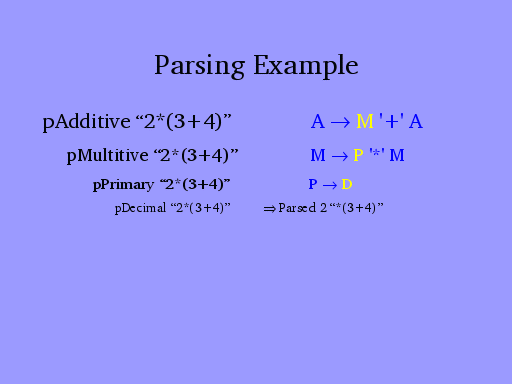 Parsing Example
pAdditive “2*(3+4)” A → M '+' A
pMultitive “2*(3+4)” M → P '*' M
pPrimary “2*(3+4)” P → D
pDecimal “2*(3+4)” ⇒ Parsed 2 “*(3+4)”